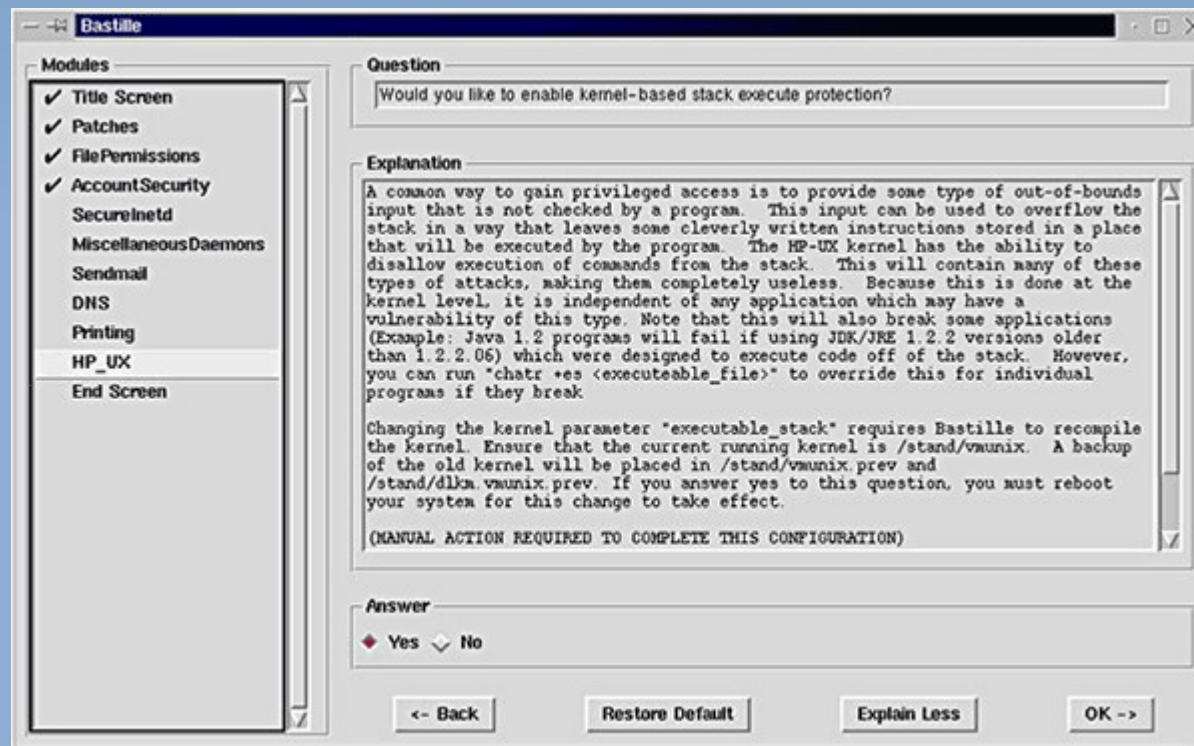 Bastille
Modules
✔ Title Screen
✔ Patches
✔ FilePermissions
✔ AccountSecurity
SecureInetd
MiscellaneousDaemons
Sendmail
DNS
Printing
HP_UX
End Screen
Question
Would you like to enable kernel-based stack execute protection?
Explanation
A common way to gain privileged access is to provide some type of out-of-bounds
input that is not checked by a program.  This input can be used to overflow the
stack in a way that leaves some cleverly written instructions stored in a place
that will be executed by the program.  The HP-UX kernel has the ability to
disallow execution of commands from the stack.  This will contain many of these
types of attacks, making them completely useless.  Because this is done at the
kernel level, it is independent of any application which may have a
vulnerability of this type. Note that this will also break some applications
(Example: Java 1.2 programs will fail if using JDK/JRE 1.2.2 versions older
than 1.2.2.06) which were designed to execute code off of the stack.  However,
you can run "chatr +es <executeable_file>" to override this for individual
programs if they break
Changing the kernel parameter "executable_stack" requires Bastille to recompile
the kernel. Ensure that the current running kernel is /stand/vmunix.  A backup
of the old kernel will be placed in /stand/vmunix.prev and
/stand/dlkm.vmunix.prev. If you answer yes to this question, you must reboot
your system for this change to take effect.
(MANUAL ACTION REQUIRED TO COMPLETE THIS CONFIGURATION)
Answer
Yes No
<- Back Restore Default Explain Less OK ->